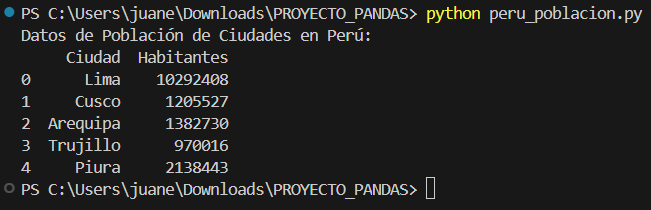 PS C:\Users\juane\Downloads\PROYECTO_PANDAS> python peru_poblacion.py
Datos de Población de Ciudades en Perú:
     Ciudad  Habitantes
0      Lima    10292408
1     Cusco     1205527
2  Arequipa     1382730
3  Trujillo      970016
4     Piura     2138443
PS C:\Users\juane\Downloads\PROYECTO_PANDAS>